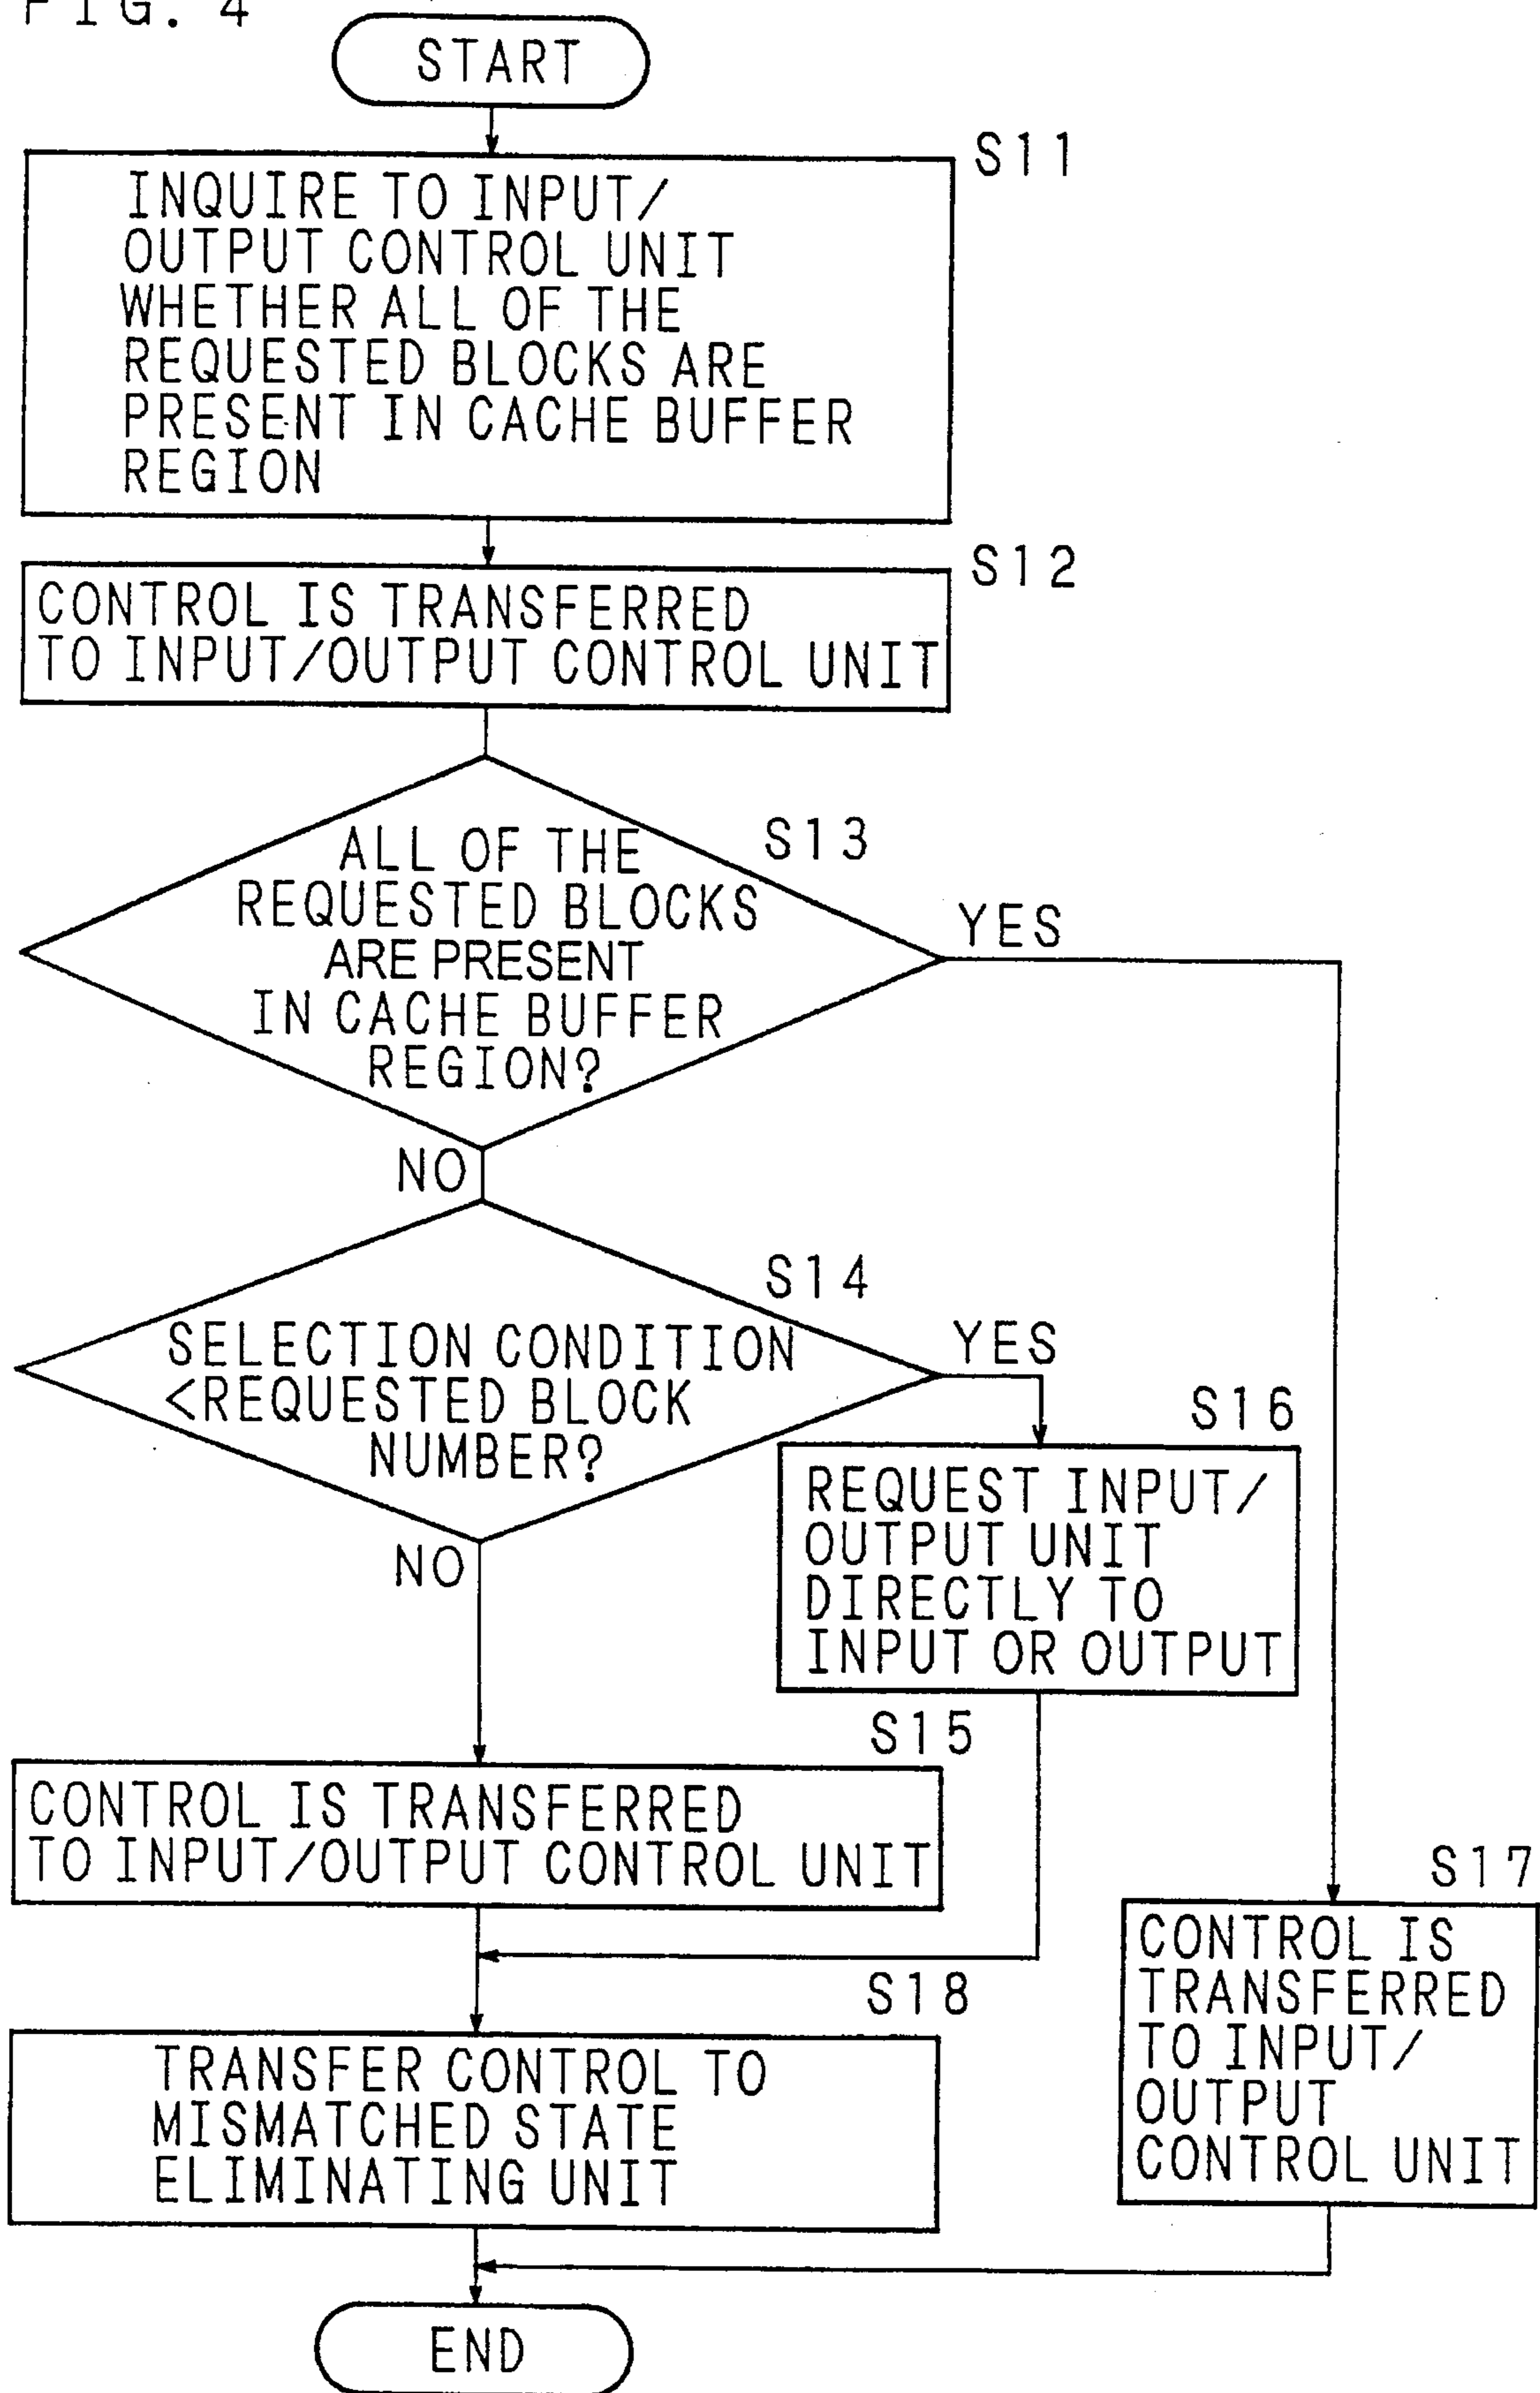 FIG. 4
START
S11
INQUIRE TO INPUT/
OUTPUT CONTROL UNIT
WHETHER ALL OF THE
REQUESTED BLOCKS ARE
PRESENT IN CACHE BUFFER
REGION
S12
CONTROL IS TRANSFERRED
TO INPUT/OUTPUT CONTROL UNIT
S13
ALL OF THE
REQUESTED BLOCKS
ARE PRESENT
IN CACHE BUFFER
REGION?
YES
NO
S14
SELECTION CONDITION
<REQUESTED BLOCK
NUMBER?
YES
NO
S16
REQUEST INPUT/
OUTPUT UNIT
DIRECTLY TO
INPUT OR OUTPUT
S15
CONTROL IS TRANSFERRED
TO INPUT/OUTPUT CONTROL UNIT
S17
CONTROL IS
TRANSFERRED
TO INPUT/
OUTPUT
CONTROL UNIT
S18
TRANSFER CONTROL TO
MISMATCHED STATE
ELIMINATING UNIT
END